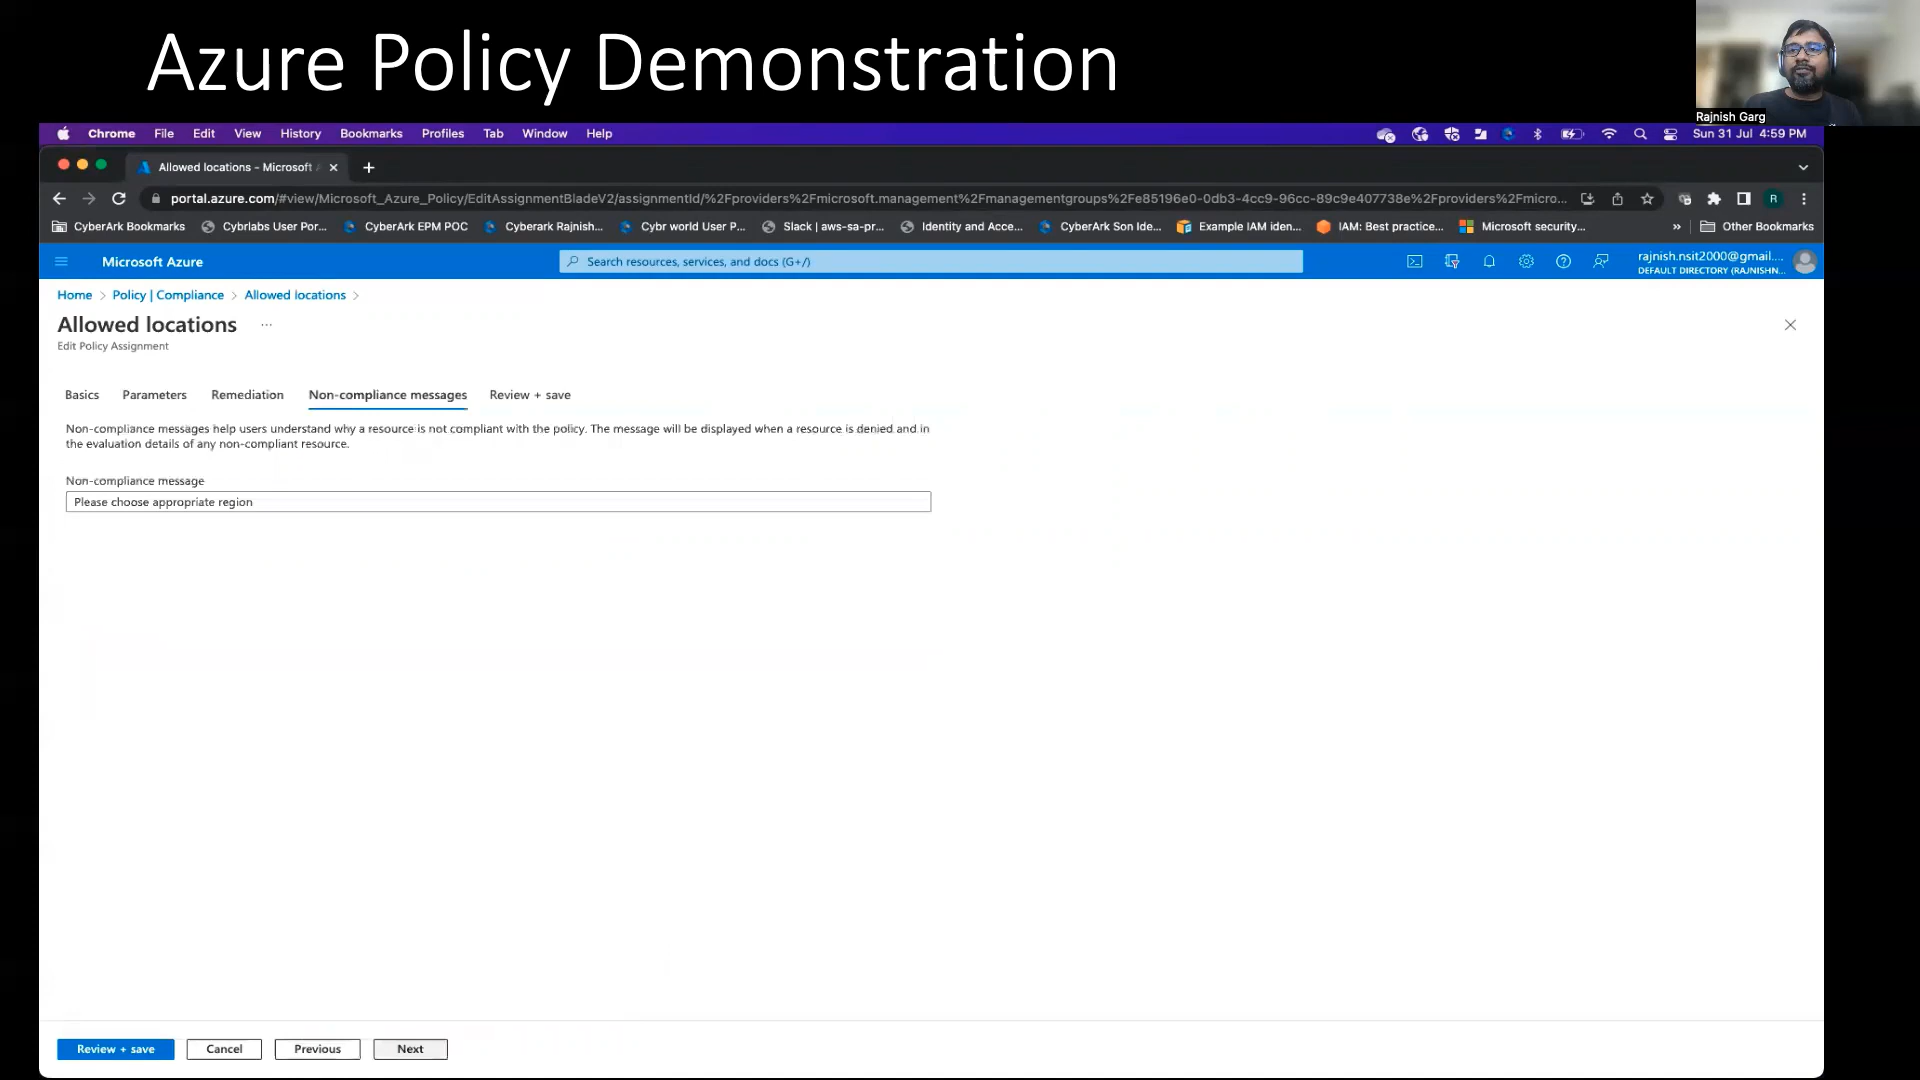 Azure Policy Demonstration
Rajnish Garg
Chrome File Edit View History Bookmarks Profiles Tab Window Help Sun 31 Jul 4:59 PM
Allowed locations - Microsoft
portal.azure.com/#view/Microsoft_Azure_Policy/EditAssignmentBladeV2/assignmentId/%2Fproviders%2Fmicrosoft.management%2Fmanagementgroups%2Fe85196e0-0db3-4cc9-96cc-89c9e407738e%2Fproviders%2Fmicro...
R
CyberArk Bookmarks Cybrlabs User Por... CyberArk EPM POC Cyberark Rajnish... Cybr world User P... Slack | aws-sa-pr... Identity and Acce... CyberArk Son Ide... Example IAM iden... IAM: Best practice... Microsoft security... » Other Bookmarks
Microsoft Azure Search resources, services, and docs (G+/) rajnish.nsit2000@gmail....
DEFAULT DIRECTORY (RAJNISHN...
Home > Policy | Compliance > Allowed locations >
Allowed locations ...
Edit Policy Assignment
Basics Parameters Remediation Non-compliance messages Review + save
Non-compliance messages help users understand why a resource is not compliant with the policy. The message will be displayed when a resource is denied and in
the evaluation details of any non-compliant resource.
Non-compliance message
Please choose appropriate region
Review + save Cancel Previous Next